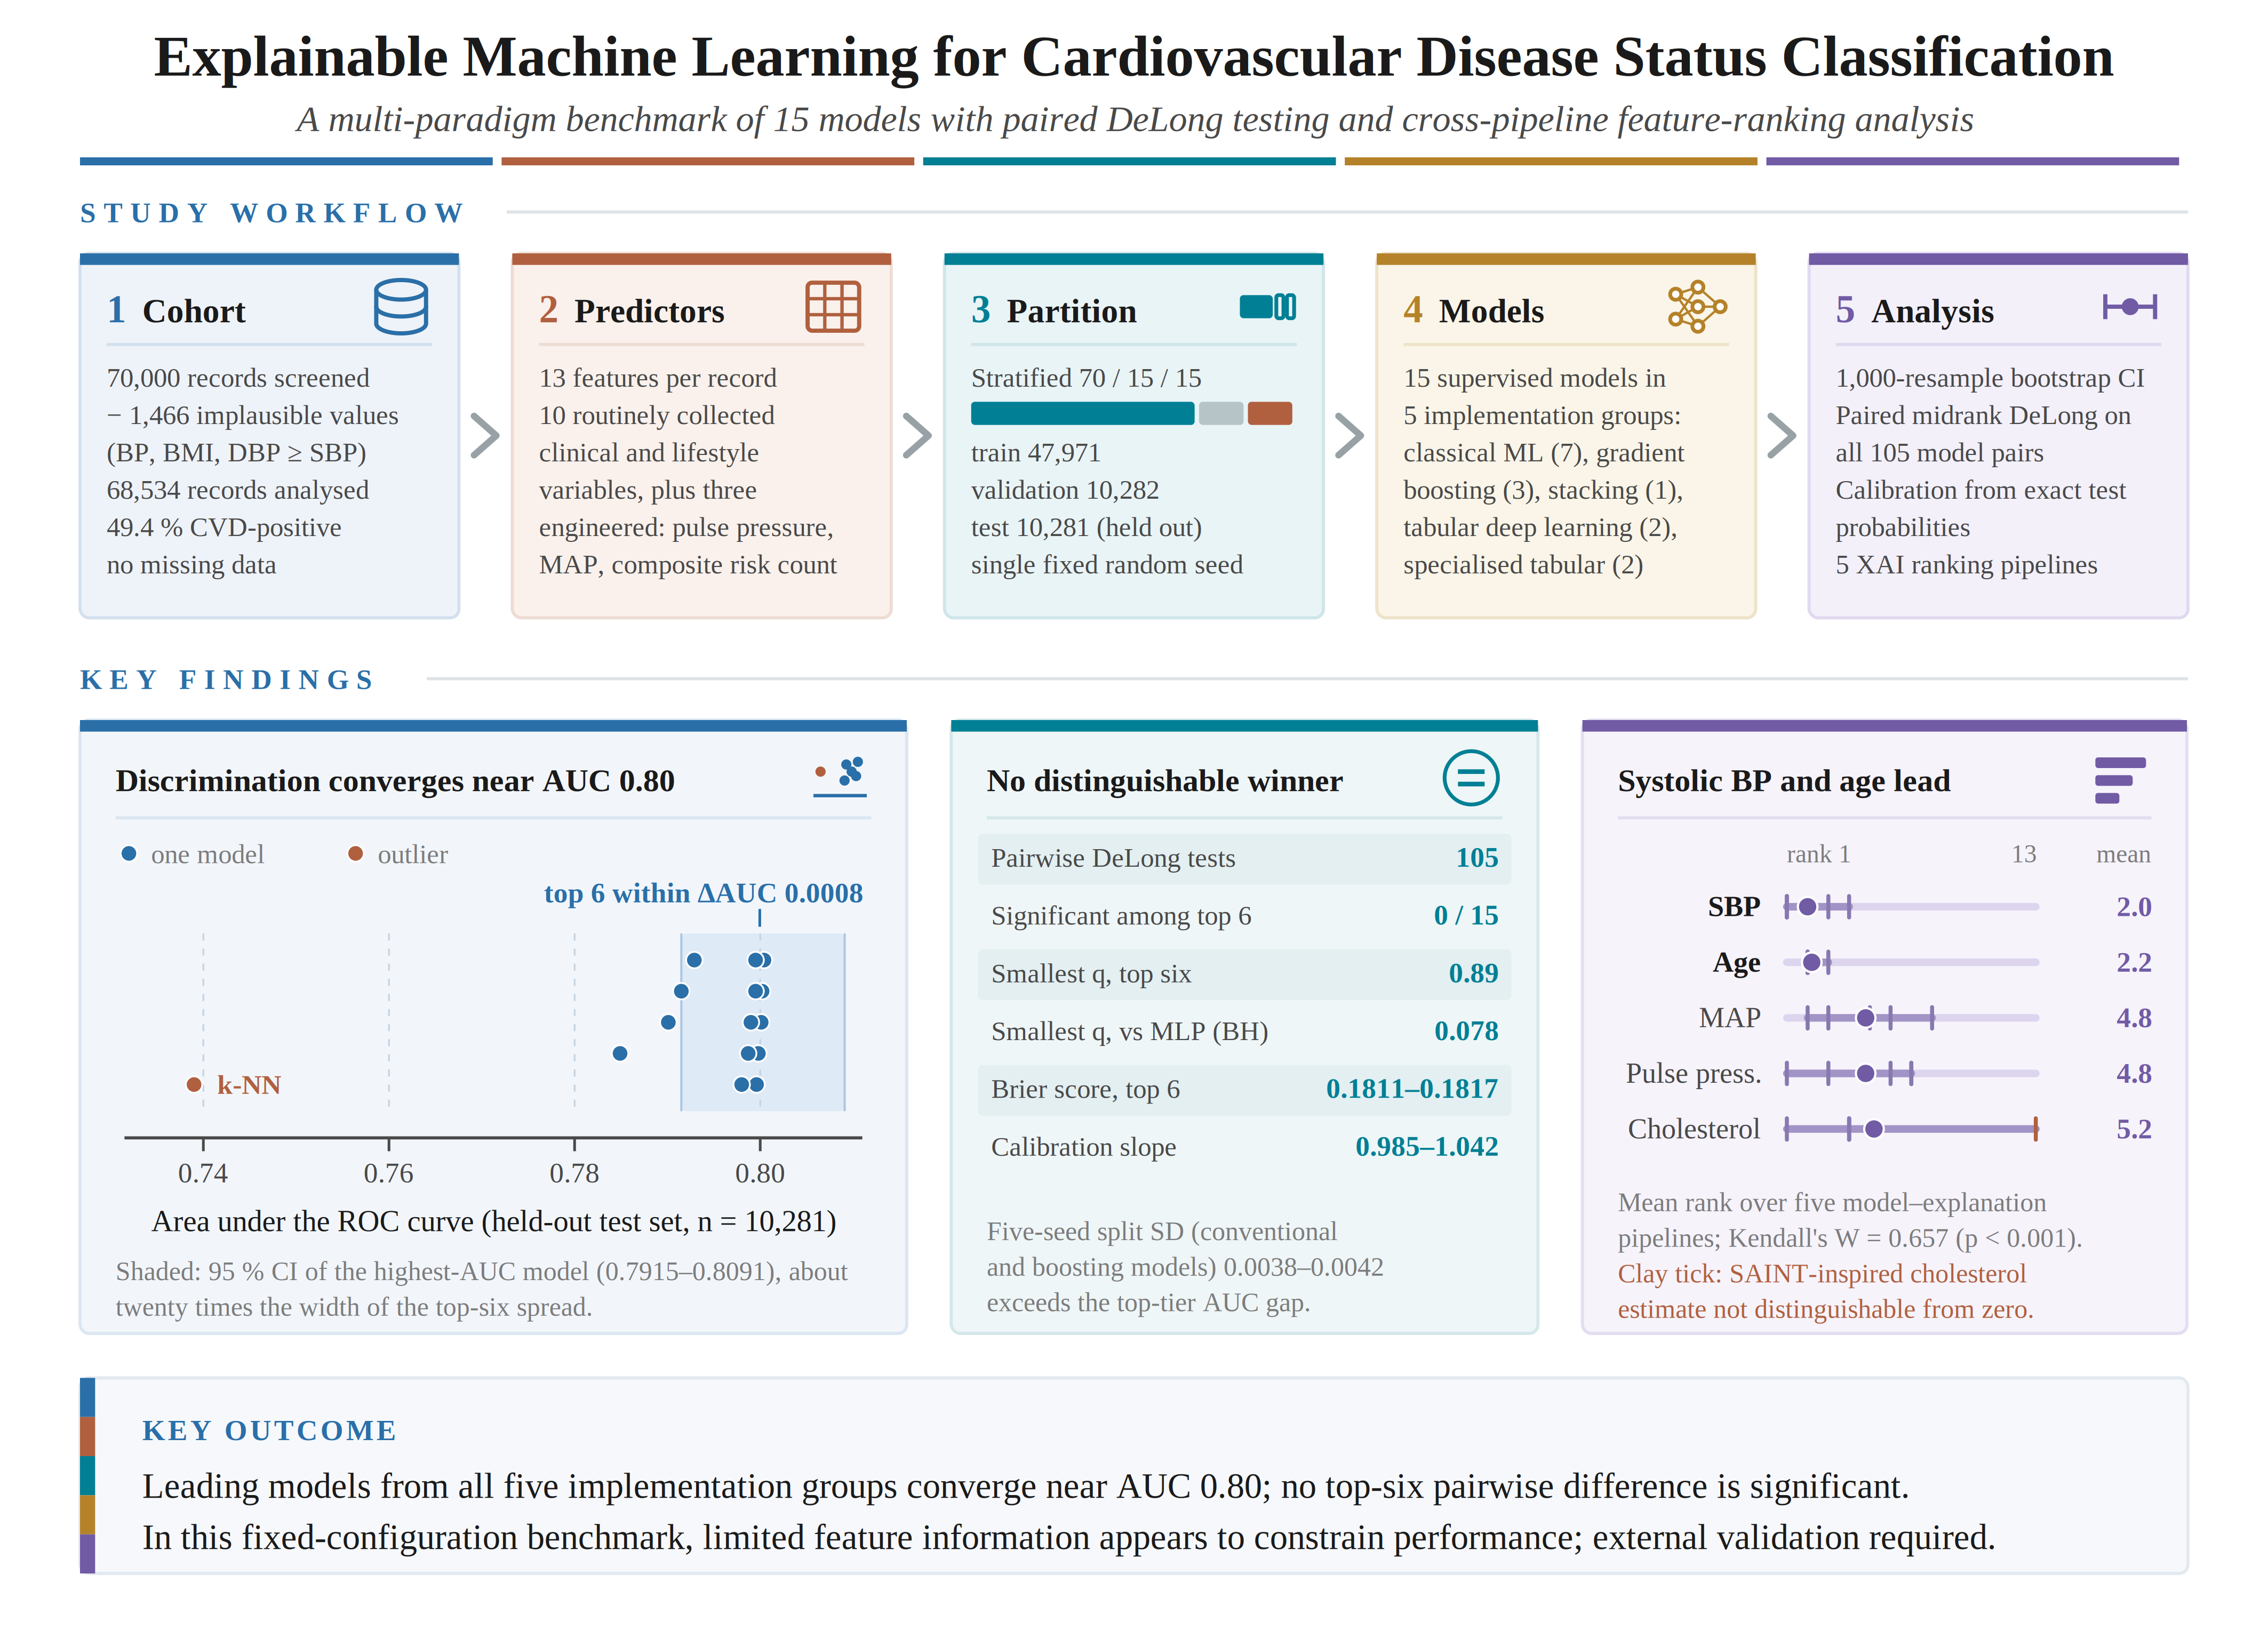 Explainable Machine Learning for Cardiovascular Disease Status Classification
A multi-paradigm benchmark of 15 models with paired DeLong testing and cross-pipeline feature-ranking analysis
STUDY WORKFLOW
1 Cohort
70,000 records screened
− 1,466 implausible values
(BP, BMI, DBP ≥ SBP)
68,534 records analysed
49.4 % CVD-positive
no missing data
2 Predictors
13 features per record
10 routinely collected
clinical and lifestyle
variables, plus three
engineered: pulse pressure,
MAP, composite risk count
3 Partition
Stratified 70 / 15 / 15
train 47,971
validation 10,282
test 10,281 (held out)
single fixed random seed
4 Models
15 supervised models in
5 implementation groups:
classical ML (7), gradient
boosting (3), stacking (1),
tabular deep learning (2),
specialised tabular (2)
5 Analysis
1,000-resample bootstrap CI
Paired midrank DeLong on
all 105 model pairs
Calibration from exact test
probabilities
5 XAI ranking pipelines
KEY FINDINGS
Discrimination converges near AUC 0.80
one model outlier
top 6 within ΔAUC 0.0008
k-NN
0.74 0.76 0.78 0.80
Area under the ROC curve (held-out test set, n = 10,281)
Shaded: 95 % CI of the highest-AUC model (0.7915–0.8091), about
twenty times the width of the top-six spread.
No distinguishable winner
Pairwise DeLong tests 105
Significant among top 6 0 / 15
Smallest q, top six 0.89
Smallest q, vs MLP (BH) 0.078
Brier score, top 6 0.1811–0.1817
Calibration slope 0.985–1.042
Five-seed split SD (conventional
and boosting models) 0.0038–0.0042
exceeds the top-tier AUC gap.
Systolic BP and age lead
rank 1 13 mean
SBP 2.0
Age 2.2
MAP 4.8
Pulse press. 4.8
Cholesterol 5.2
Mean rank over five model–explanation
pipelines; Kendall's W = 0.657 (p < 0.001).
Clay tick: SAINT-inspired cholesterol
estimate not distinguishable from zero.
KEY OUTCOME
Leading models from all five implementation groups converge near AUC 0.80; no top-six pairwise difference is significant.
In this fixed-configuration benchmark, limited feature information appears to constrain performance; external validation required.